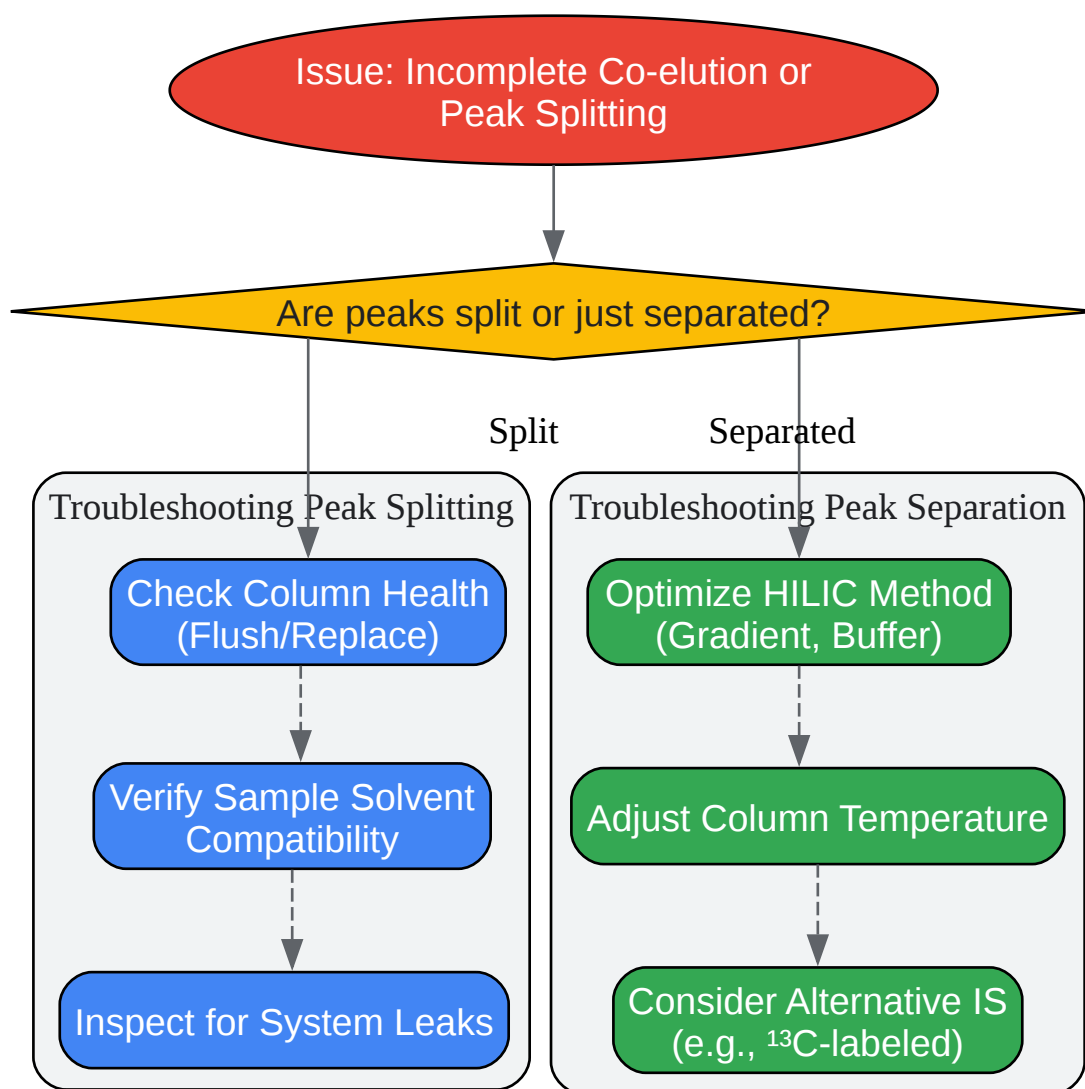 Issue: Incomplete Co-elution or
Peak Splitting
Are peaks split or just separated?
Split
Separated
Troubleshooting Peak Splitting
Check Column Health
(Flush/Replace)
Verify Sample Solvent
Compatibility
Inspect for System Leaks
Troubleshooting Peak Separation
Optimize HILIC Method
(Gradient, Buffer)
Adjust Column Temperature
Consider Alternative IS
(e.g., ¹³C-labeled)